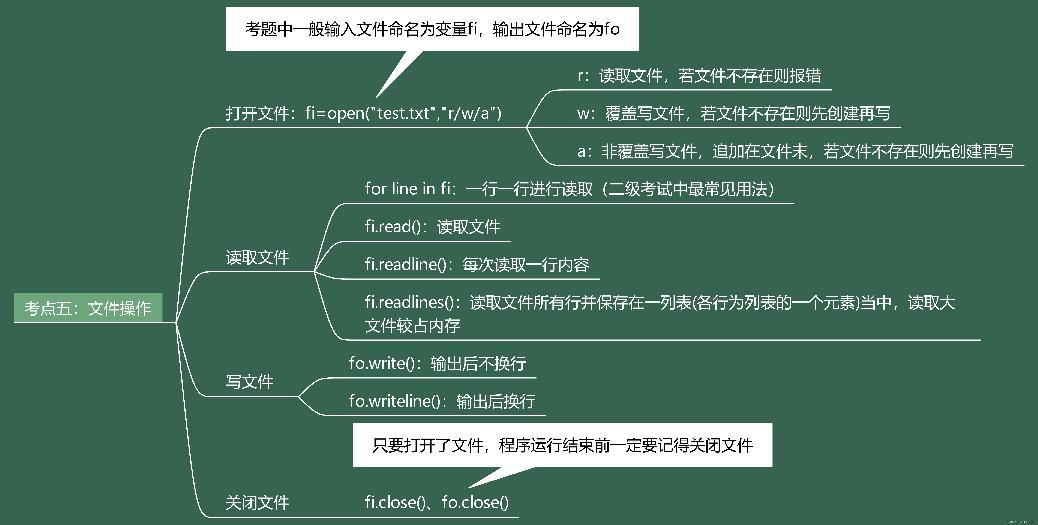 考题中一般输入文件命名为变量fi，输出文件命名为fo
打开文件：fi=open("test.txt","r/w/a")
r：读取文件，若文件不存在则报错
w：覆盖写文件，若文件不存在则先创建再写
a：非覆盖写文件，追加在文件末，若文件不存在则先创建再写
读取文件
for line in fi：一行一行进行读取（二级考试中最常见用法）
fi.read()：读取文件
fi.readline()：每次读取一行内容
fi.readlines()：读取文件所有行并保存在一列表(各行为列表的一个元素)当中，读取大
文件较占内存
考点五：文件操作
写文件
fo.write()：输出后不换行
fo.writeline()：输出后换行
只要打开了文件，程序运行结束前一定要记得关闭文件
关闭文件
fi.close()、fo.close()